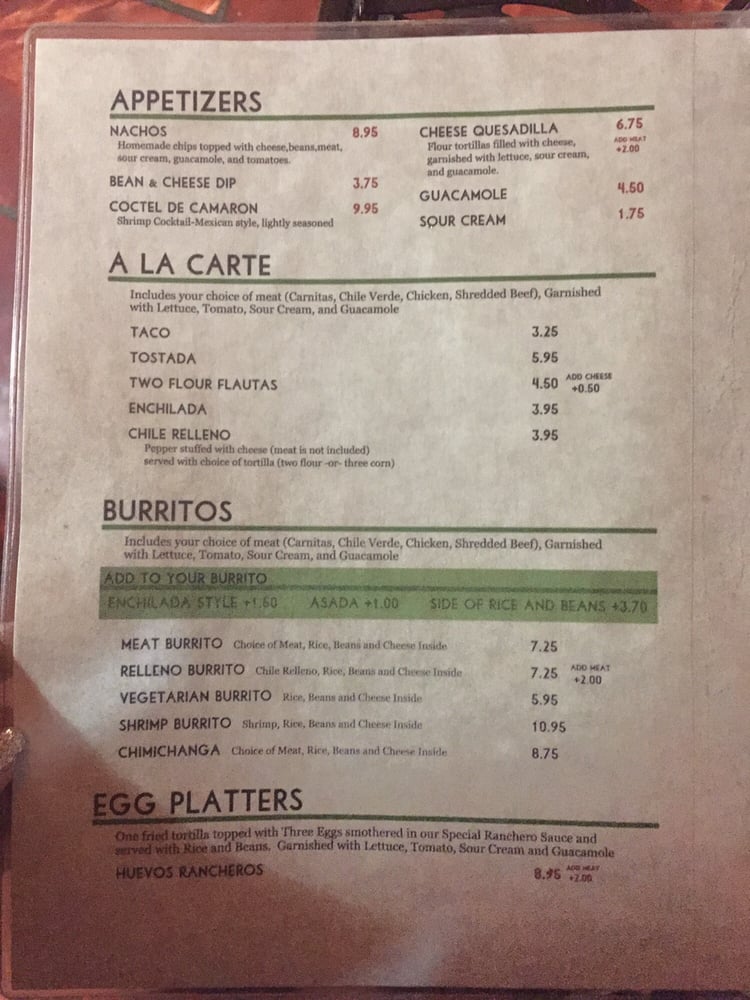 APPETIZERS
NACHOS 8.95
Homemade chips topped with cheese,beans,meat,
sour cream, guacamole, and tomatoes.
BEAN & CHEESE DIP 3.75
COCTEL DE CAMARON 9.95
Shrimp Cocktail-Mexican style, lightly seasoned
CHEESE QUESADILLA 6.75
Flour tortillas filled with cheese, ADD MEAT
garnished with lettuce, sour cream, +2.00
and guacamole.
GUACAMOLE 4.50
SOUR CREAM 1.75
A LA CARTE
Includes your choice of meat (Carnitas, Chile Verde, Chicken, Shredded Beef), Garnished
with Lettuce, Tomato, Sour Cream, and Guacamole
TACO 3.25
TOSTADA 5.95
TWO FLOUR FLAUTAS 4.50 ADD CHEESE +0.50
ENCHILADA 3.95
CHILE RELLENO 3.95
Pepper stuffed with cheese (meat is not included)
served with choice of tortilla (two flour -or- three corn)
BURRITOS
Includes your choice of meat (Carnitas, Chile Verde, Chicken, Shredded Beef), Garnished
with Lettuce, Tomato, Sour Cream, and Guacamole
ADD TO YOUR BURRITO
ENCHILADA STYLE +1.50 ASADA +1.00 SIDE OF RICE AND BEANS +3.70
MEAT BURRITO Choice of Meat, Rice, Beans and Cheese Inside 7.25
RELLENO BURRITO Chile Relleno, Rice, Beans and Cheese Inside 7.25 ADD MEAT +2.00
VEGETARIAN BURRITO Rice, Beans and Cheese Inside 5.95
SHRIMP BURRITO Shrimp, Rice, Beans and Cheese Inside 10.95
CHIMICHANGA Choice of Meat, Rice, Beans and Cheese Inside 8.75
EGG PLATTERS
One fried tortilla topped with Three Eggs smothered in our Special Ranchero Sauce and
served with Rice and Beans. Garnished with Lettuce, Tomato, Sour Cream and Guacamole
HUEVOS RANCHEROS 8.95 ADD MEAT +2.00